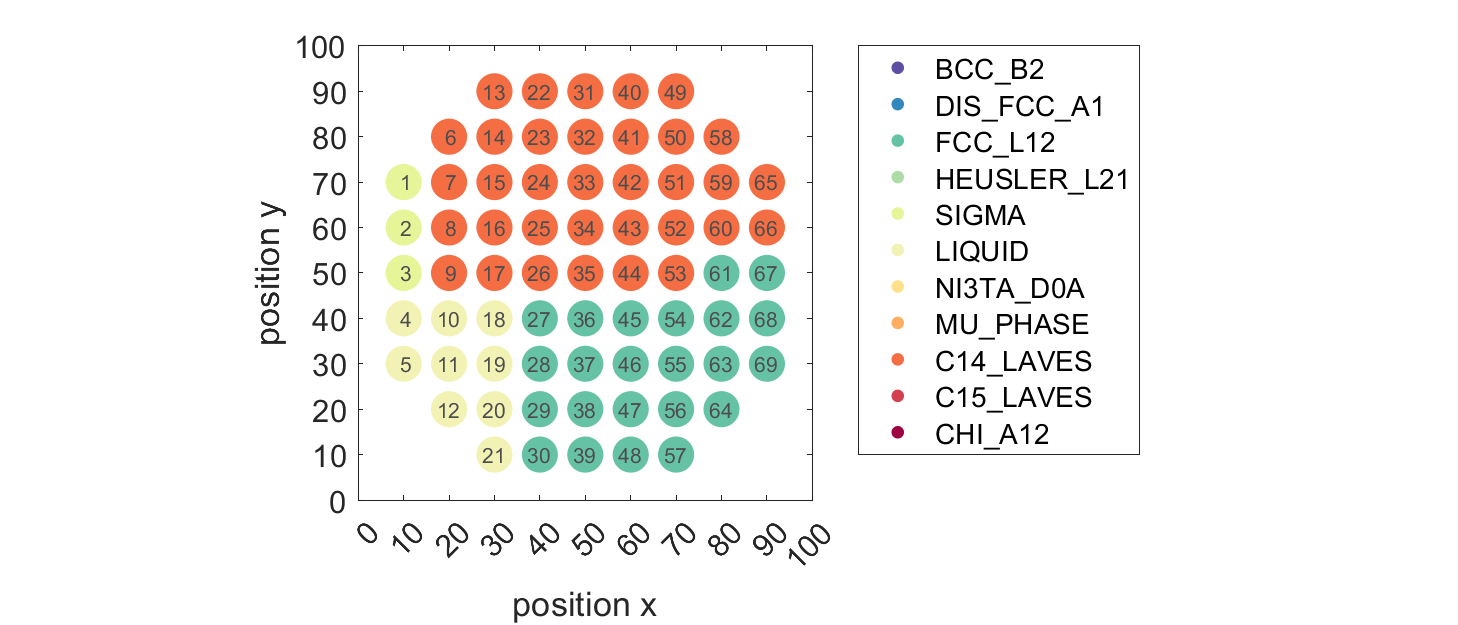 100
90
13 22 31 40 49
80
6 14 23 32 41 50 58
70
1 7 15 24 33 42 51 59 65
60
2 8 16 25 34 43 52 60 66
50
3 9 17 26 35 44 53 61 67
40
4 10 18 27 36 45 54 62 68
30
5 11 19 28 37 46 55 63 69
20
12 20 29 38 47 56 64
10
21 30 39 48 57
0
position y
0 10 20 30 40 50 60 70 80 90 100
position x
BCC_B2
DIS_FCC_A1
FCC_L12
HEUSLER_L21
SIGMA
LIQUID
NI3TA_D0A
MU_PHASE
C14_LAVES
C15_LAVES
CHI_A12